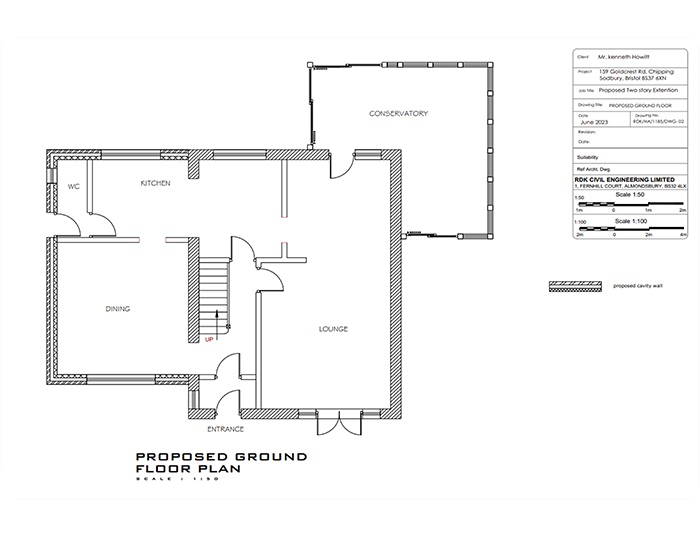 CONSERVATORY
WC
KITCHEN
DINING
LOUNGE
UP
ENTRANCE
PROPOSED GROUND
FLOOR PLAN
SCALE : 1:50
Client Mr. kenneth Howitt
Project 159 Goldcrest Rd, Chipping
Sodbury, Bristol BS37 6XN
Job Title Proposed Two story Extention
Drawing Title PROPOSED GROUND FLOOR
Date June 2023
Drawing No. RDK/HA/1185/DWG- 02
Revision:
Date:
Suitability
Ref Archt. Dwg.
RDK CIVIL ENGINEERING LIMITED
1, FERNHILL COURT, ALMONDSBURY, BS32 4LX
Scale 1:50
1:50
1m 0 1m 2m
Scale 1:100
1:100
2m 0 2m 4m
proposed cavity wall